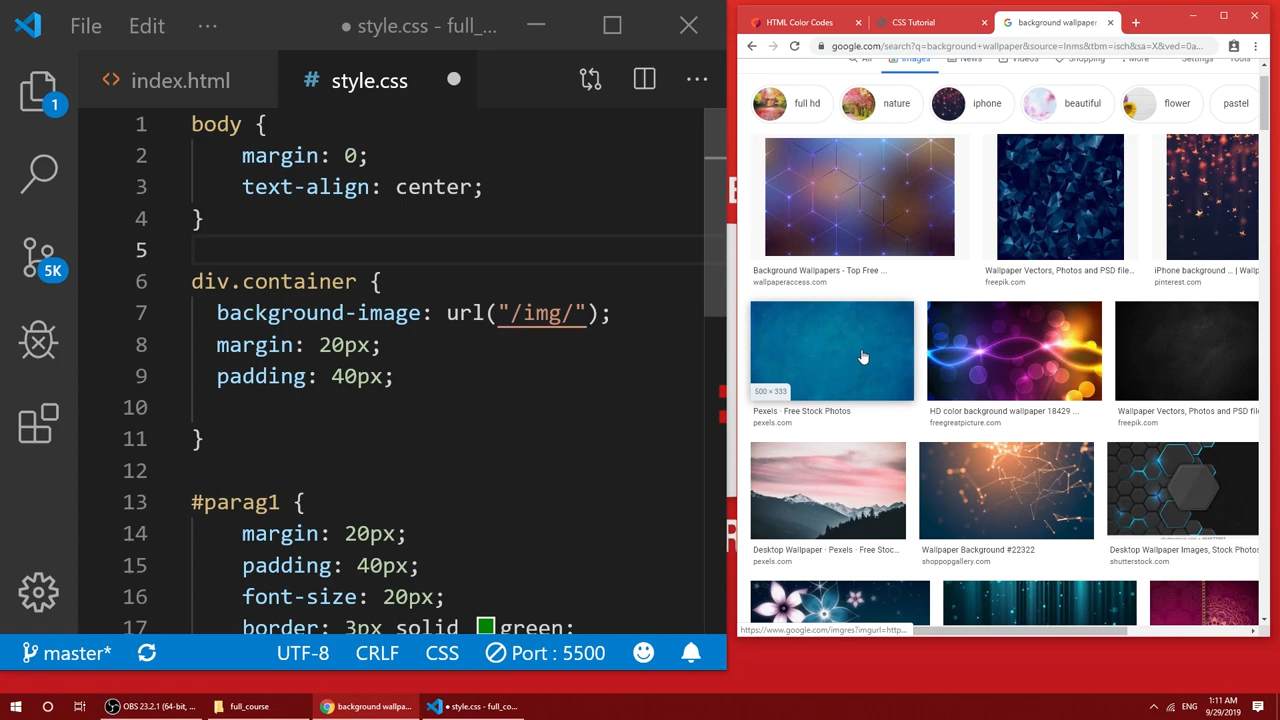 File
Edit
style.css - full_...
index.html
# style.css
1
5K
1 body {
2 margin: 0;
3 text-align: center;
4 }
5
6 div.container {
7 background-image: url("/img/");
8 margin: 20px;
9 padding: 40px;
10
11 }
12
13 #parag1 {
14 margin: 20px;
15 padding: 40px;
16 font-size: 20px;
17 border: 3px solid green;
master*
UTF-8
CRLF
CSS
Port : 5500
HTML Color Codes
CSS Tutorial
background wallpaper
google.com/search?q=background+wallpaper&source=lnms&tbm=isch&sa=X&ved=0a...
All
Images
News
Videos
Shopping
More
Settings
Tools
full hd
nature
iphone
beautiful
flower
pastel
Background Wallpapers - Top Free ...
wallpaperaccess.com
Wallpaper Vectors, Photos and PSD file...
freepik.com
iPhone background ... | Wallp
pinterest.com
500 × 333
Pexels · Free Stock Photos
pexels.com
HD color background wallpaper 18429 ...
freegreatpicture.com
Wallpaper Vectors, Photos and PSD file
freepik.com
Desktop Wallpaper · Pexels · Free Stoc...
pexels.com
Wallpaper Background #22322
shoppopgallery.com
Desktop Wallpaper Images, Stock Photos
shutterstock.com
https://www.google.com/imgres?imgurl=http...
OBS 23.2.1 (64-bit, ...
full_course
background wallpa...
• style.css - full_co...
ENG
1:11 AM
9/29/2019